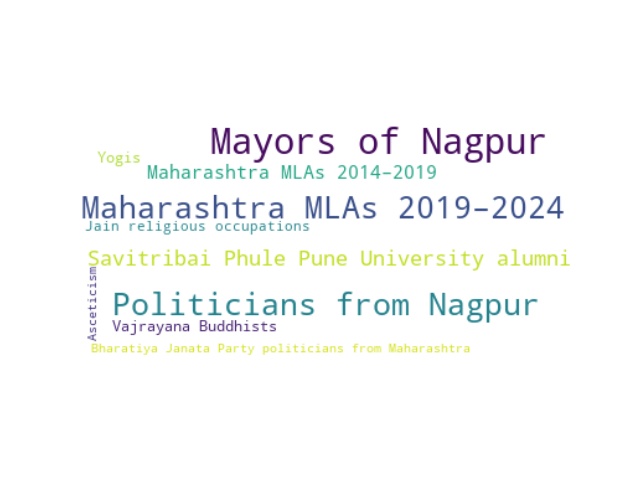 Mayors of Nagpur
Yogis
Maharashtra MLAs 2014–2019
Maharashtra MLAs 2019–2024
Jain religious occupations
Savitribai Phule Pune University alumni
Asceticism
Politicians from Nagpur
Vajrayana Buddhists
Bharatiya Janata Party politicians from Maharashtra